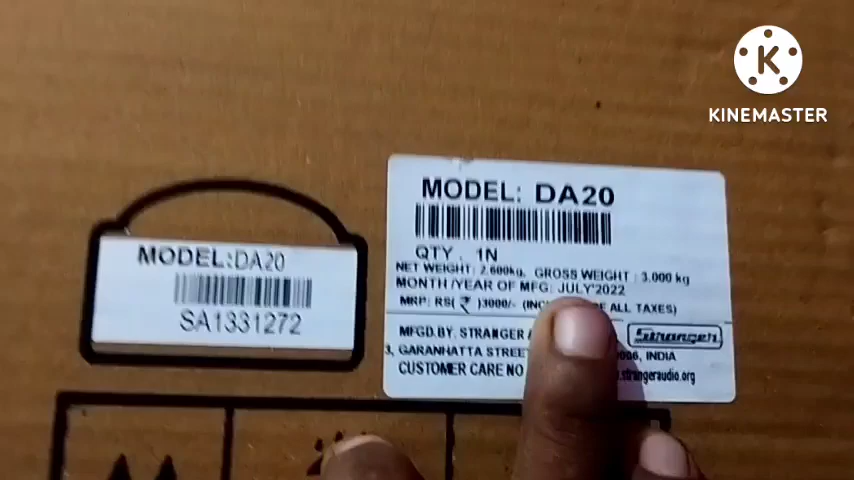 K
KINEMASTER
MODEL: DA20
QTY. 1N
NET WEIGHT: 2.600kg, GROSS WEIGHT : 3.000 kg
MONTH /YEAR OF MFG: JULY'2022
MRP: RS( ₹ )3000/- ALL TAXES)
MFGD.BY. STRANGER
Stranger
3, GARANHATTA INDIA
CUSTOMER CARE NO .strangeraudio.org
MODEL:DA20
SA1331272